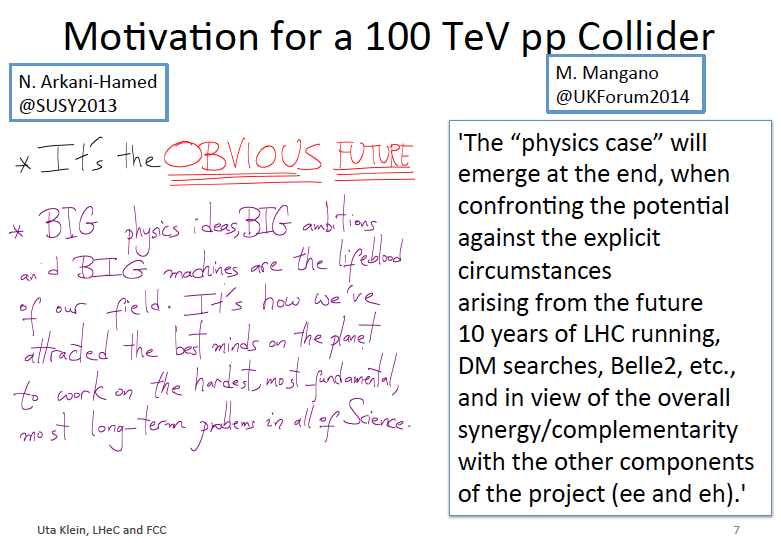 Motivation for a 100 TeV pp Collider
N. Arkani-Hamed
@SUSY2013
* It's the OBVIOUS FUTURE
* BIG physics ideas, BIG ambitions
and BIG machines are the lifeblood
of our field. It's how we've
attracted the best minds on the planet
to work on the hardest, most-fundamental,
most long-term problems in all of Science.
M. Mangano
@UKForum2014
'The “physics case” will
emerge at the end, when
confronting the potential
against the explicit
circumstances
arising from the future
10 years of LHC running,
DM searches, Belle2, etc.,
and in view of the overall
synergy/complementarity
with the other components
of the project (ee and eh).'
Uta Klein, LHeC and FCC
7